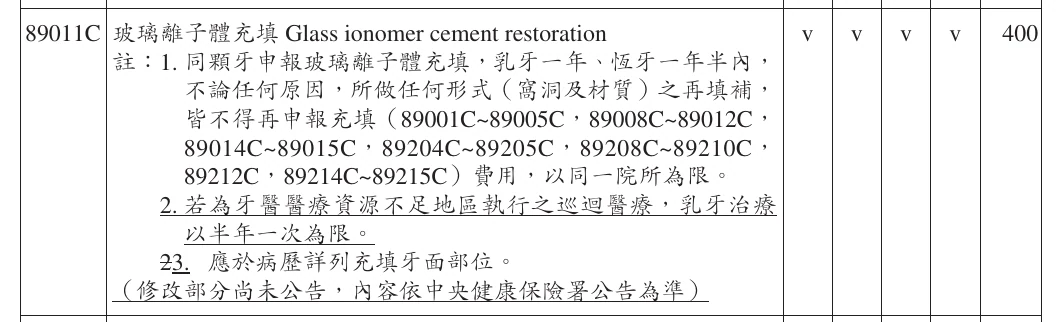 89011C 玻璃離子體充填 Glass ionomer cement restoration v v v v 400
註：1. 同顆牙申報玻璃離子體充填，乳牙一年、恆牙一年半內，
不論任何原因，所做任何形式（窩洞及材質）之再填補，
皆不得再申報充填（89001C~89005C，89008C~89012C，
89014C~89015C，89204C~89205C，89208C~89210C，
89212C，89214C~89215C）費用，以同一院所為限。
2. 若為牙醫醫療資源不足地區執行之巡迴醫療，乳牙治療
以半年一次為限。
23. 應於病歷詳列充填牙面部位。
（修改部分尚未公告，內容依中央健康保險署公告為準）